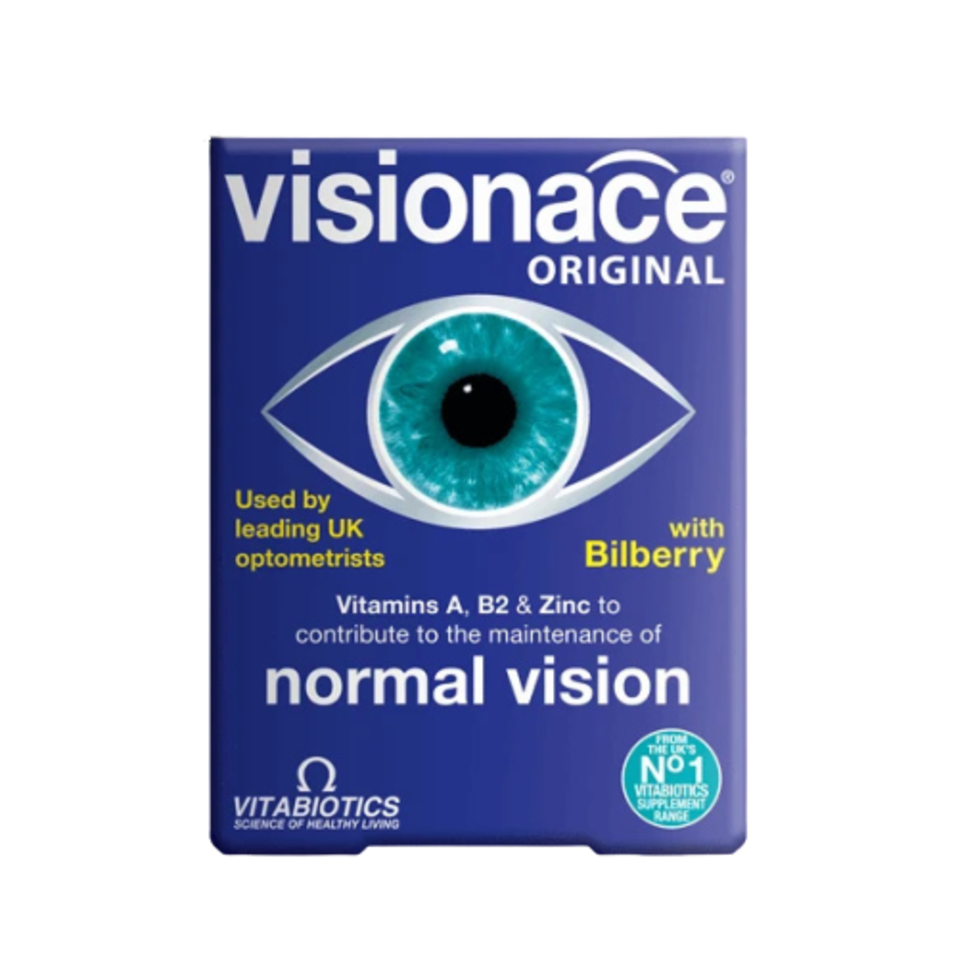 visionace®
ORIGINAL
Used by
leading UK
optometrists
with
Bilberry
Vitamins A, B2 & Zinc to
contribute to the maintenance of
normal vision
VITABIOTICS
SCIENCE OF HEALTHY LIVING
FROM
THE UK'S
Nº1
VITABIOTICS
SUPPLEMENT
RANGE